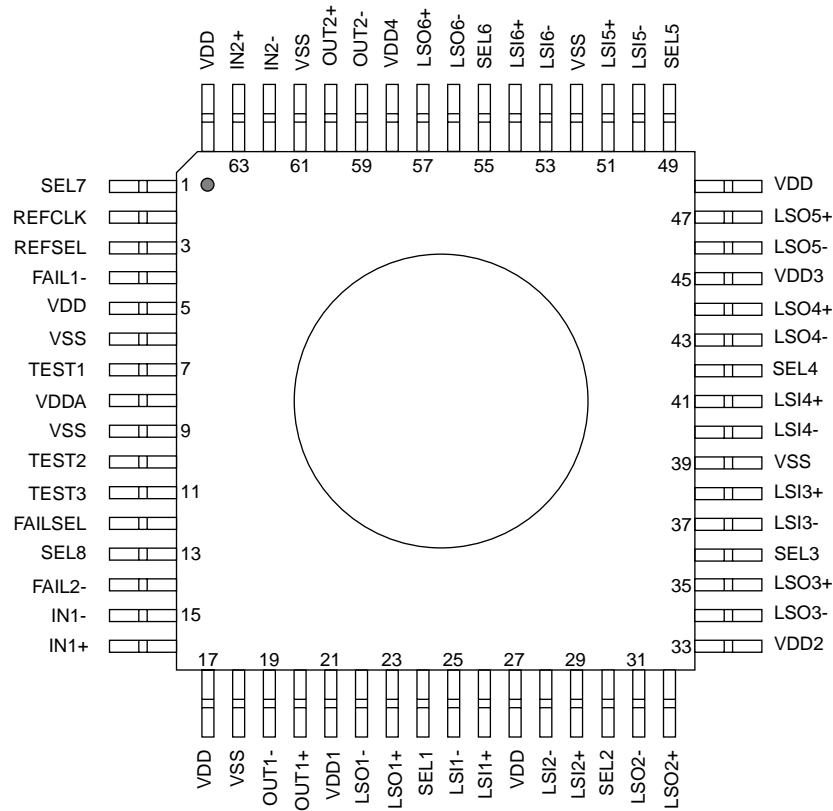 VDD IN2+ IN2- VSS OUT2+ OUT2- VDD4 LSO6+ LSO6- SEL6 LSI6+ LSI6- VSS LSI5+ LSI5- SEL5
63 61 59 57 55 53 51 49
SEL7 1 VDD
REFCLK 47 LSO5+
REFSEL 3 LSO5-
FAIL1- 45 VDD3
VDD 5 LSO4+
VSS 43 LSO4-
TEST1 7 SEL4
VDDA 41 LSI4+
VSS 9 LSI4-
TEST2 39 VSS
TEST3 11 LSI3+
FAILSEL 37 LSI3-
SEL8 13 SEL3
FAIL2- 35 LSO3+
IN1- 15 LSO3-
IN1+ 33 VDD2
17 19 21 23 25 27 29 31
VDD VSS OUT1- OUT1+ VDD1 LSO1- LSO1+ SEL1 LSI1- LSI1+ VDD LSI2- LSI2+ SEL2 LSO2- LSO2+